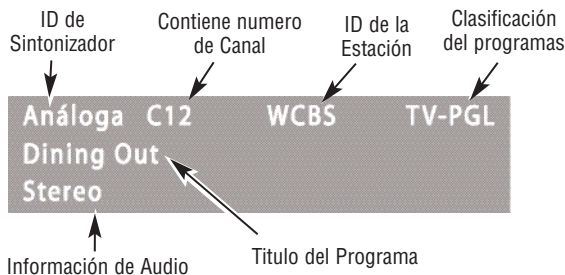 ID de Sintonizador
Contiene numero de Canal
ID de la Estación
Clasificación del programas
Análoga C12 WCBS TV-PGL
Dining Out
Stereo
Información de Audio
Titulo del Programa